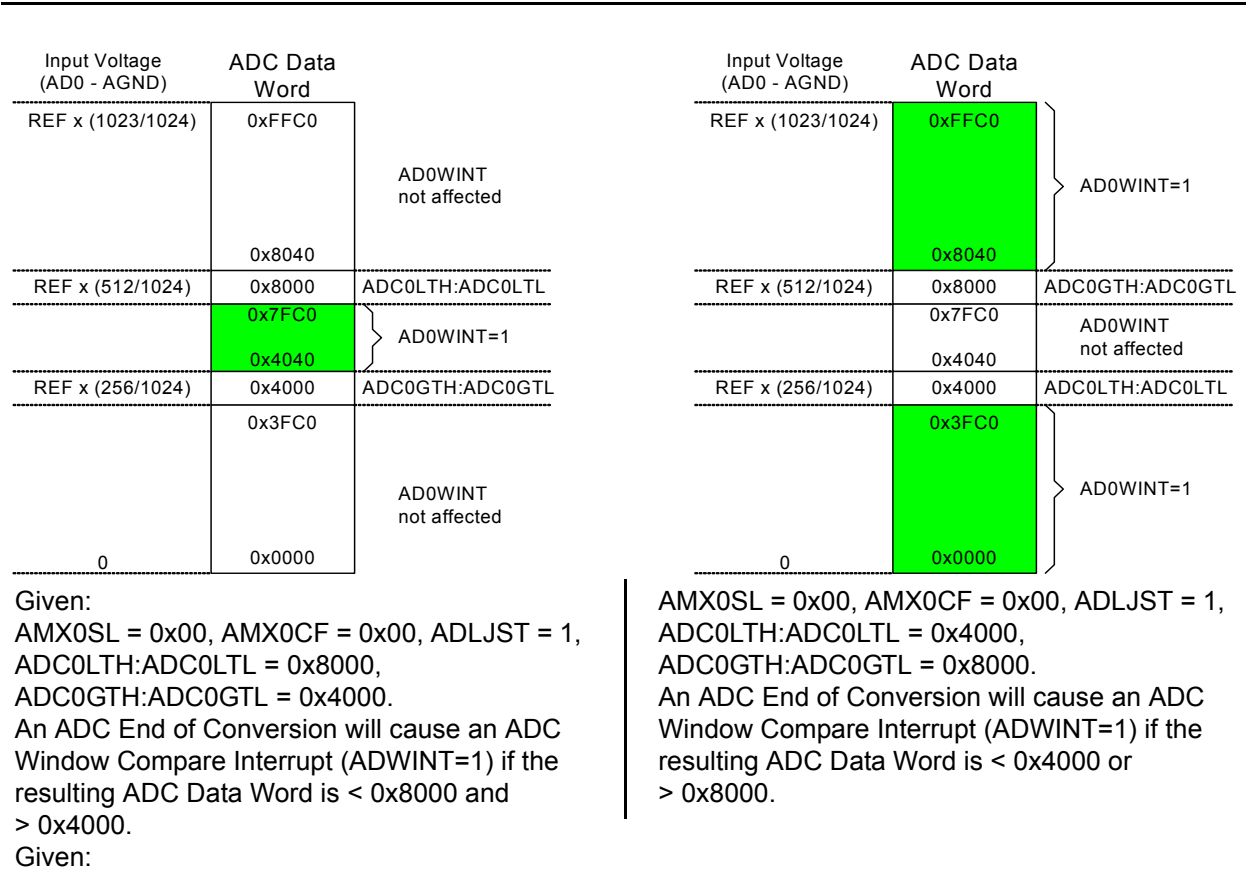 Input Voltage
(AD0 - AGND)
ADC Data
Word
REF x (1023/1024)
0xFFC0
AD0WINT
not affected
0x8040
REF x (512/1024)
0x8000
ADC0LTH:ADC0LTL
0x7FC0
AD0WINT=1
0x4040
REF x (256/1024)
0x4000
ADC0GTH:ADC0GTL
0x3FC0
AD0WINT
not affected
0
0x0000
Given:
AMX0SL = 0x00, AMX0CF = 0x00, ADLJST = 1,
ADC0LTH:ADC0LTL = 0x8000,
ADC0GTH:ADC0GTL = 0x4000.
An ADC End of Conversion will cause an ADC
Window Compare Interrupt (ADWINT=1) if the
resulting ADC Data Word is < 0x8000 and
> 0x4000.
Given:
Input Voltage
(AD0 - AGND)
ADC Data
Word
REF x (1023/1024)
0xFFC0
AD0WINT=1
0x8040
REF x (512/1024)
0x8000
ADC0GTH:ADC0GTL
0x7FC0
AD0WINT
not affected
0x4040
REF x (256/1024)
0x4000
ADC0LTH:ADC0LTL
0x3FC0
AD0WINT=1
0
0x0000
AMX0SL = 0x00, AMX0CF = 0x00, ADLJST = 1,
ADC0LTH:ADC0LTL = 0x4000,
ADC0GTH:ADC0GTL = 0x8000.
An ADC End of Conversion will cause an ADC
Window Compare Interrupt (ADWINT=1) if the
resulting ADC Data Word is < 0x4000 or
> 0x8000.